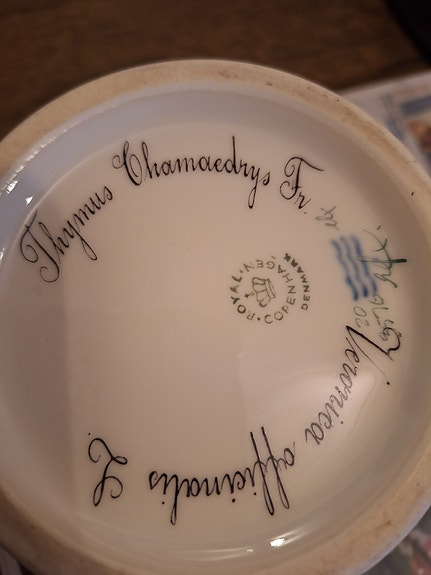 Thymus Chamaedrys Fr.
Veronica officinalis L
ROYAL COPENHAGEN
DENMARK